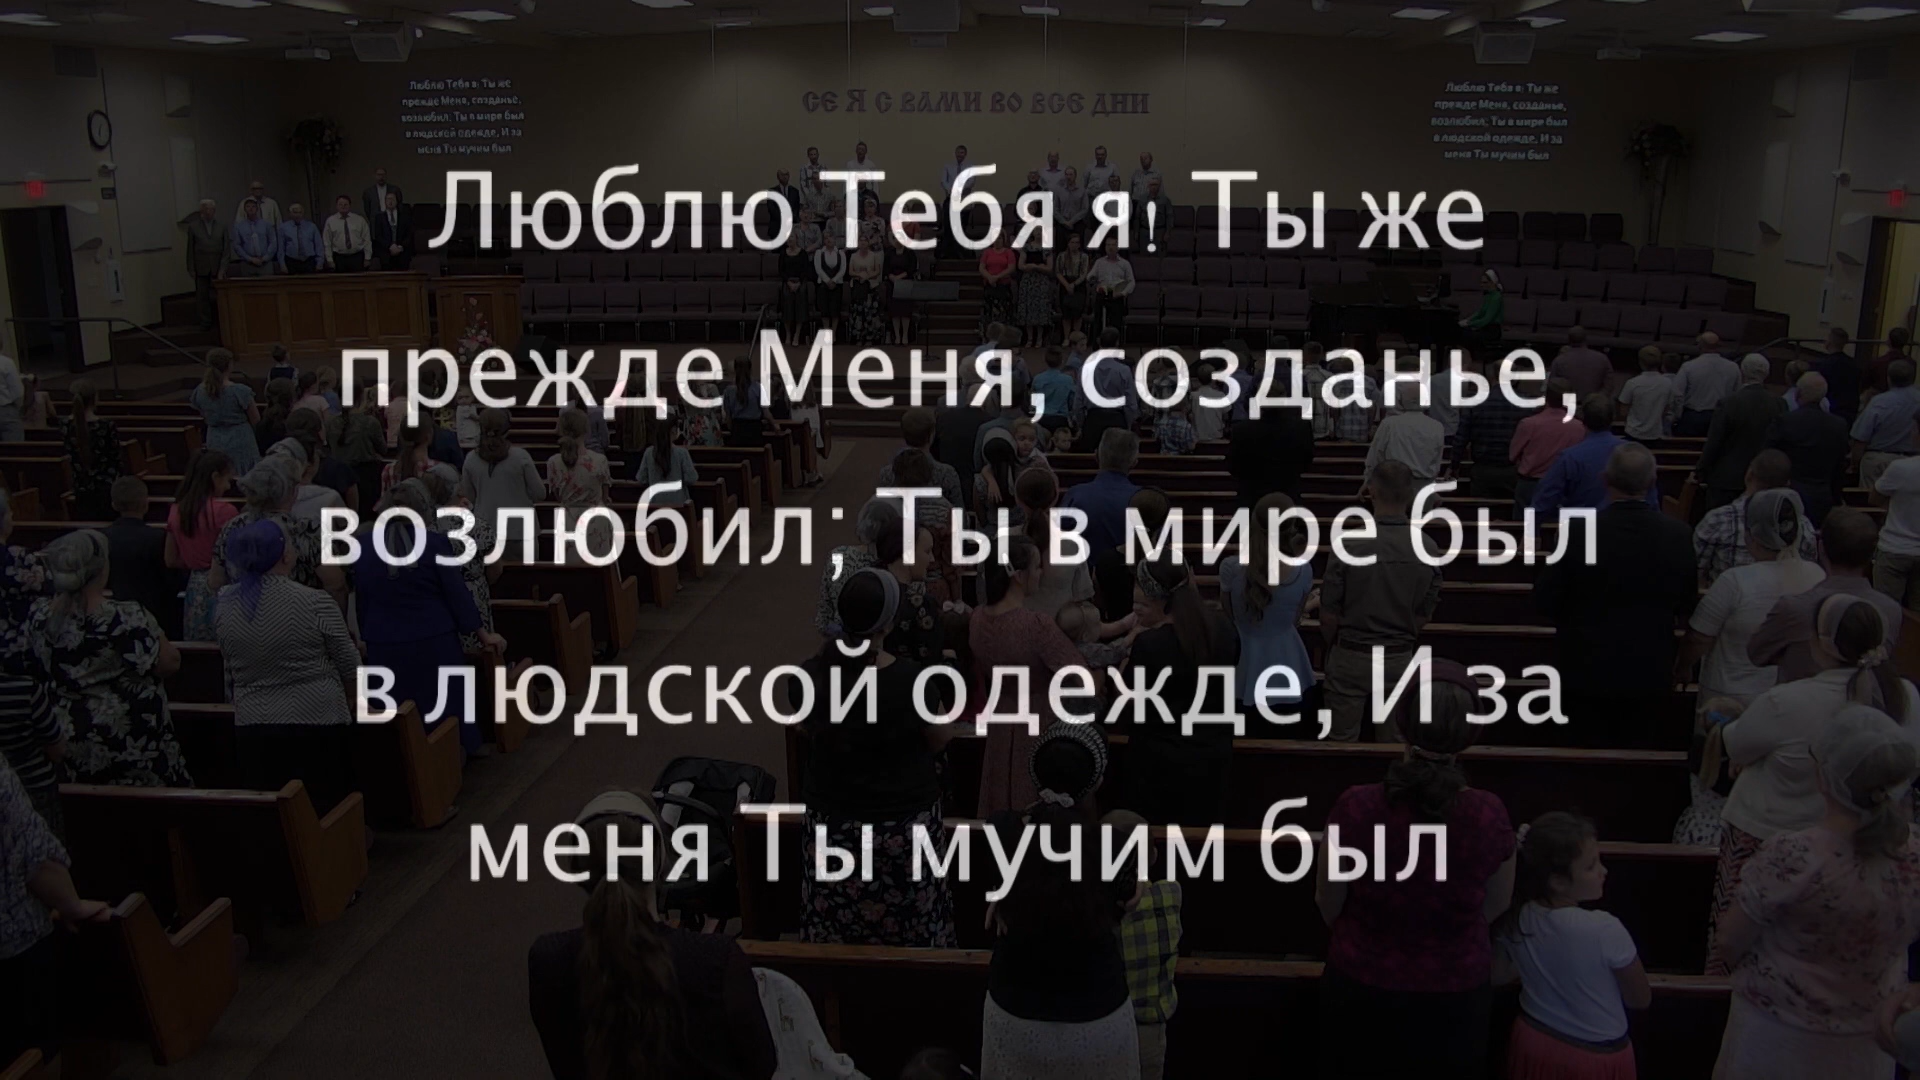 Люблю Тебя я: Ты же
прежде Меня, созданье,
возлюбил; Ты в мире был
в людской одежде, И за
меня Ты мучим был
СЕ Я С ВАМИ ВО ВСЕ ДНИ
Люблю Тебя я: Ты же
прежде Меня, созданье,
возлюбил; Ты в мире был
в людской одежде, И за
меня Ты мучим был
Люблю Тебя я! Ты же
прежде Меня, созданье,
возлюбил; Ты в мире был
в людской одежде, И за
меня Ты мучим был